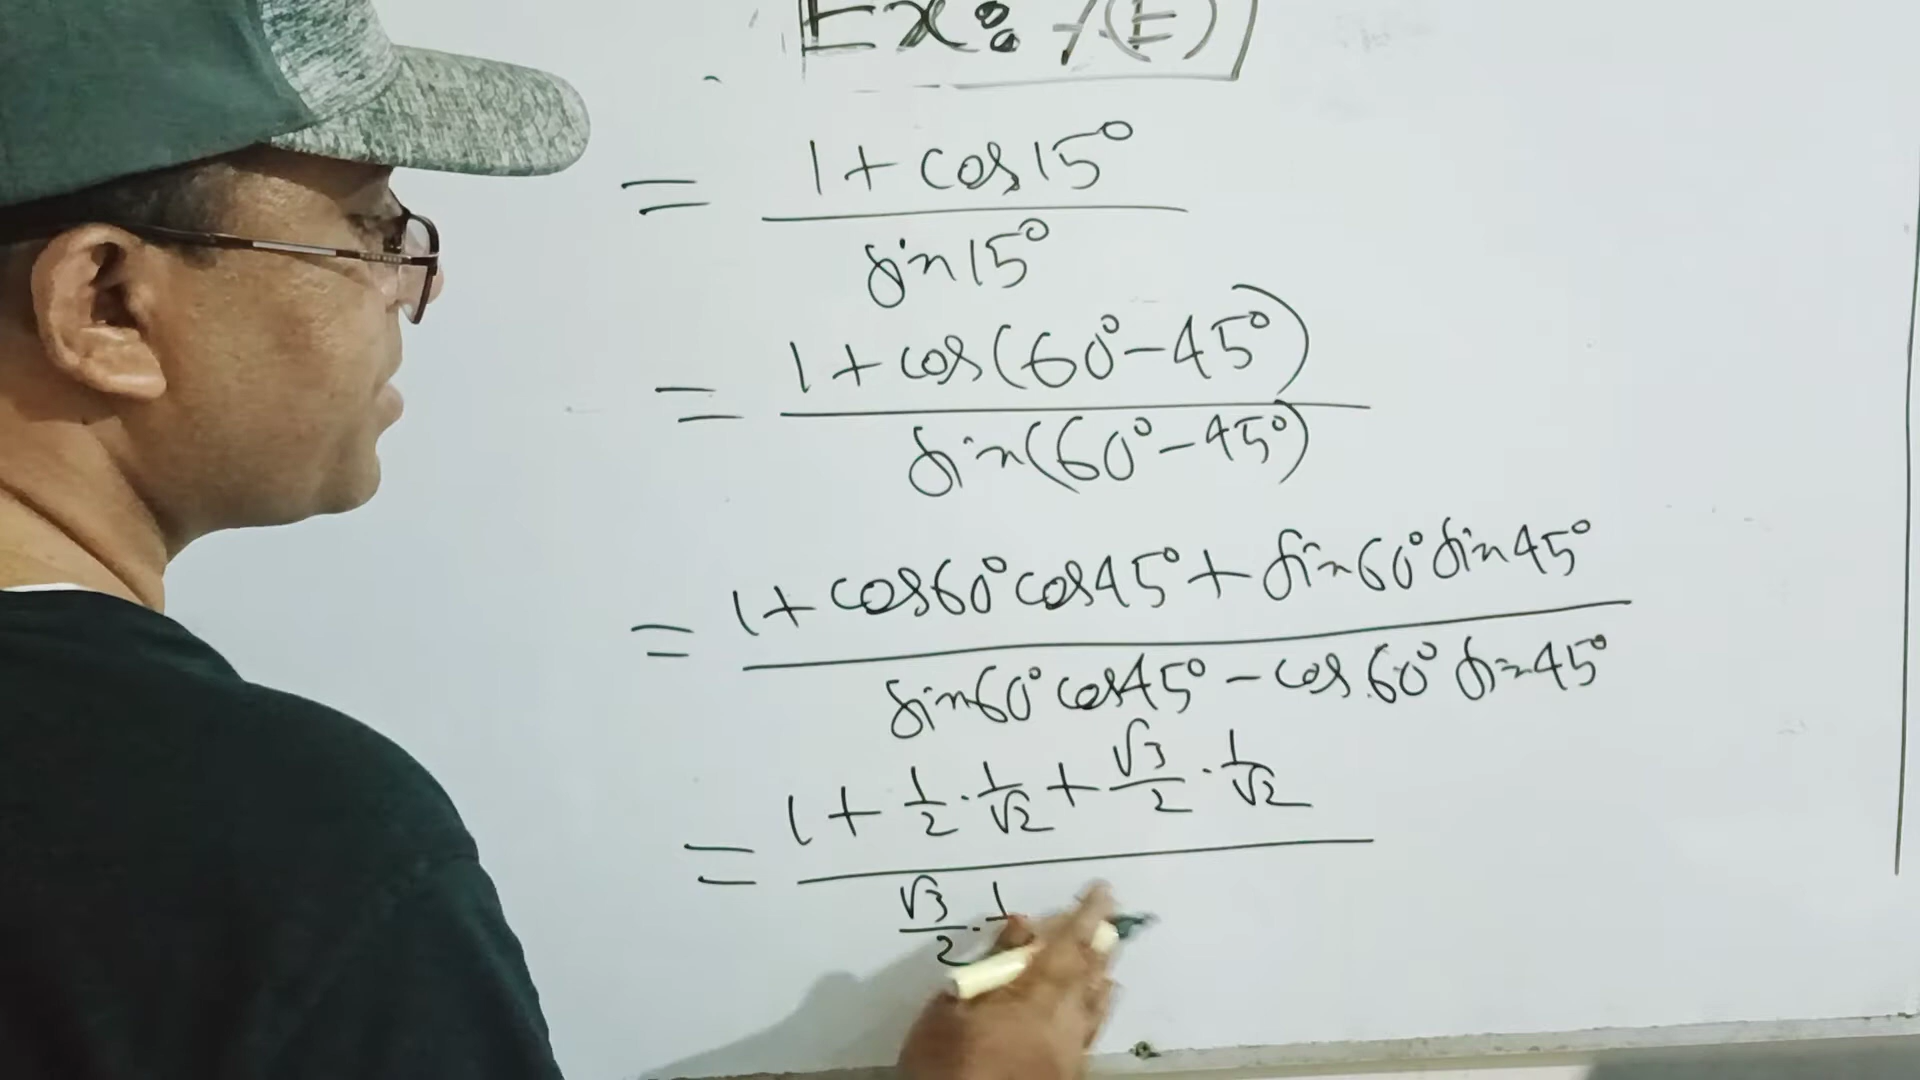 Ex: 7(E)
= (1 + cos15°) / (sin15°)
= (1 + cos(60° - 45°)) / (sin(60° - 45°))
= (1 + cos60° cos45° + sin60° sin45°) / (sin60° cos45° - cos60° sin45°)
= (1 + 1/2 · 1/√2 + √3/2 · 1/√2) / (√3/2 · 1